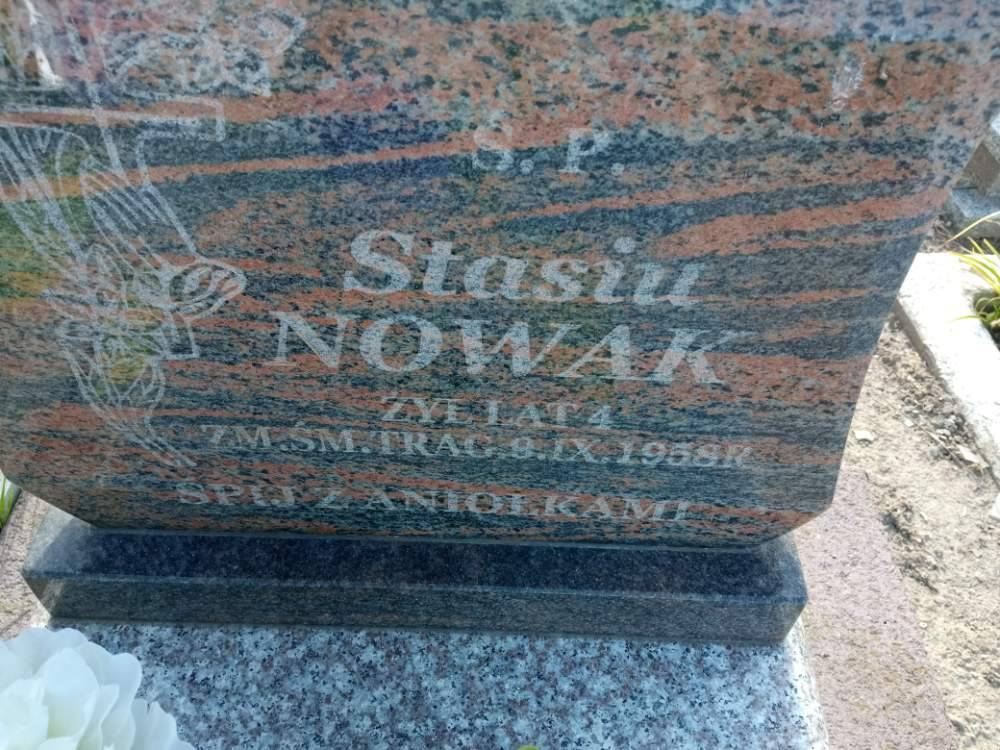 Ś. P.
Stasiu
NOWAK
ŻYŁ LAT 4
ZM. ŚM. TRAG. 9.IX.1958R
ŚPIJ Z ANIOŁKAMI